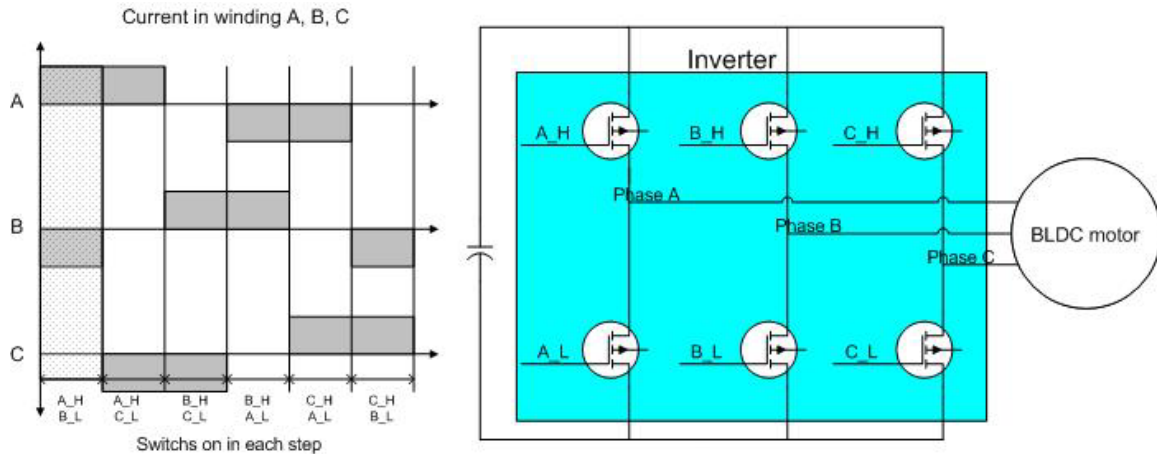 Current in winding A, B, C
A
B
C
A_H A_H B_H B_H C_H C_H
B_L C_L C_L A_L A_L B_L
Switchs on in each step
Inverter
A_H B_H C_H
Phase A
Phase B
Phase C
BLDC motor
A_L B_L C_L